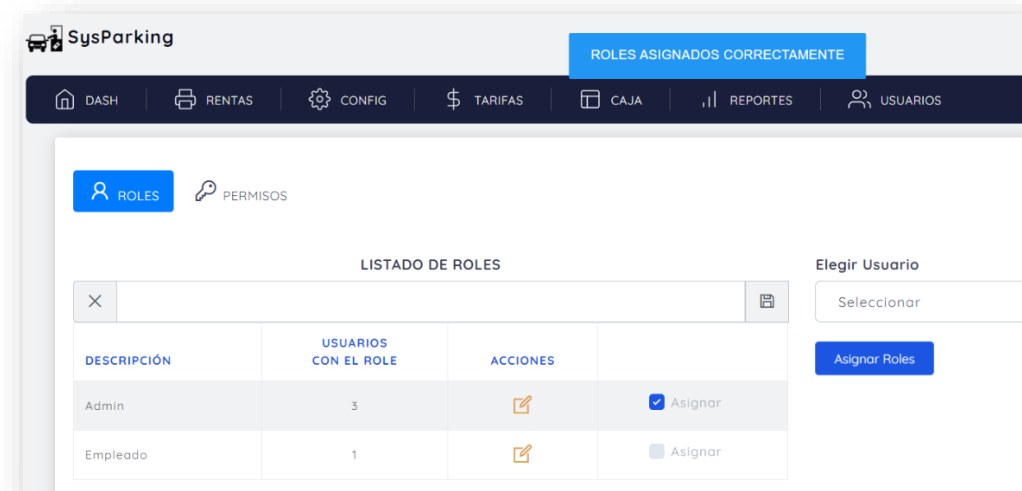 SysParking
ROLES ASIGNADOS CORRECTAMENTE
DASH RENTAS CONFIG TARIFAS CAJA REPORTES USUARIOS
ROLES PERMISOS
LISTADO DE ROLES
Elegir Usuario
Seleccionar
DESCRIPCIÓN USUARIOS CON EL ROLE ACCIONES
Asignar Roles
Admin 3 Asignar
Empleado 1 Asignar